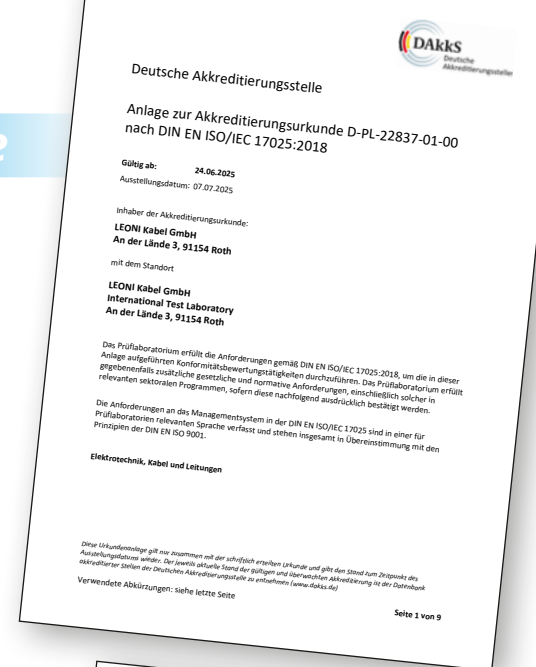 DAkkS
Deutsche
Akkreditierungsstelle
Deutsche Akkreditierungsstelle
Anlage zur Akkreditierungsurkunde D-PL-22837-01-00
nach DIN EN ISO/IEC 17025:2018
Gültig ab: 24.06.2025
Ausstellungsdatum: 07.07.2025
Inhaber der Akkreditierungsurkunde:
LEONI Kabel GmbH
An der Lände 3, 91154 Roth
mit dem Standort
LEONI Kabel GmbH
International Test Laboratory
An der Lände 3, 91154 Roth
Das Prüflaboratorium erfüllt die Anforderungen gemäß DIN EN ISO/IEC 17025:2018, um die in dieser
Anlage aufgeführten Konformitätsbewertungstätigkeiten durchzuführen. Das Prüflaboratorium erfüllt
gegebenenfalls zusätzliche gesetzliche und normative Anforderungen, einschließlich solcher in
relevanten sektoralen Programmen, sofern diese nachfolgend ausdrücklich bestätigt werden.
Die Anforderungen an das Managementsystem in der DIN EN ISO/IEC 17025 sind in einer für
Prüflaboratorien relevanten Sprache verfasst und stehen insgesamt in Übereinstimmung mit den
Prinzipien der DIN EN ISO 9001.
Elektrotechnik, Kabel und Leitungen
Diese Urkundenanlage gilt nur zusammen mit der schriftlich erteilten Urkunde und gibt den Stand zum Zeitpunkt des
Ausstellungsdatums wieder. Der jeweils aktuelle Stand der gültigen und überwachten Akkreditierung ist der Datenbank
akkreditierter Stellen der Deutschen Akkreditierungsstelle zu entnehmen (www.dakks.de)
Verwendete Abkürzungen: siehe letzte Seite
Seite 1 von 9